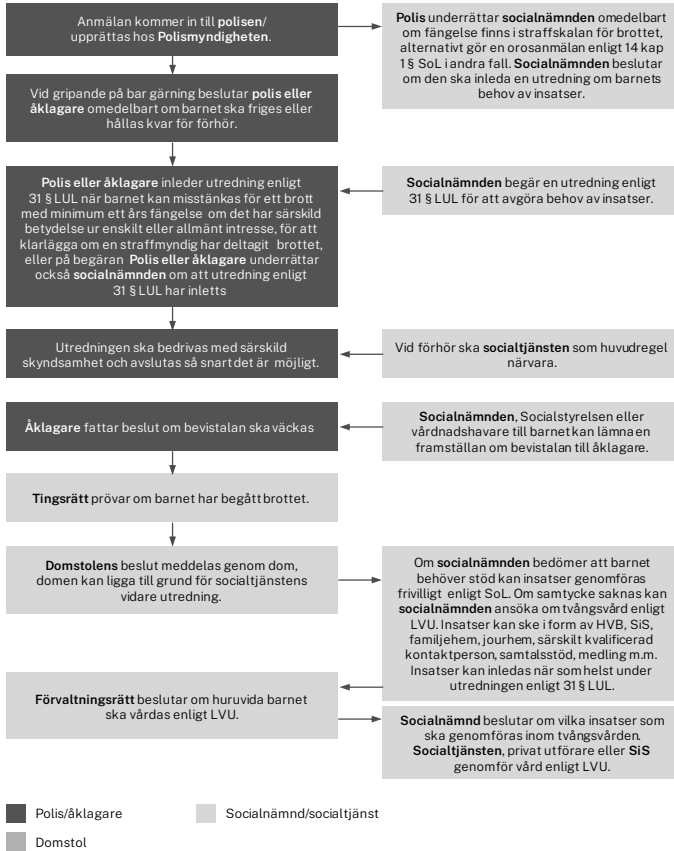 Anmälan kommer in till polisen/
upprättas hos Polismyndigheten.
Polis underrättar socialnämnden omedelbart
om fängelse finns i straffskalan för brottet,
alternativt gör en orosanmälan enligt 14 kap
1 § SoL i andra fall. Socialnämnden beslutar
om den ska inleda en utredning om barnets
behov av insatser.
Vid gripande på bar gärning beslutar polis eller
åklagare omedelbart om barnet ska friges eller
hållas kvar för förhör.
Polis eller åklagare inleder utredning enligt
31 § LUL när barnet kan misstänkas för ett brott
med minimum ett års fängelse om det har särskild
betydelse ur enskilt eller allmänt intresse, för att
klarlägga om en straffmyndig har deltagit brottet,
eller på begäran Polis eller åklagare underrättar
också socialnämnden om att utredning enligt
31 § LUL har inletts
Socialnämnden begär en utredning enligt
31 § LUL för att avgöra behov av insatser.
Utredningen ska bedrivas med särskild
skyndsamhet och avslutas så snart det är möjligt.
Vid förhör ska socialtjänsten som huvudregel
närvara.
Åklagare fattar beslut om bevistalan ska väckas
Socialnämnden, Socialstyrelsen eller
vårdnadshavare till barnet kan lämna en
framställan om bevistalan till åklagare.
Tingsrätt prövar om barnet har begått brottet.
Domstolens beslut meddelas genom dom,
domen kan ligga till grund för socialtjänstens
vidare utredning.
Om socialnämnden bedömer att barnet
behöver stöd kan insatser genomföras
frivilligt enligt SoL. Om samtycke saknas kan
socialnämnden ansöka om tvångsvård enligt
LVU. Insatser kan ske i form av HVB, SiS,
familjehem, jourhem, särskilt kvalificerad
kontaktperson, samtalsstöd, medling m.m.
Insatser kan inledas när som helst under
utredningen enligt 31 § LUL.
Förvaltningsrätt beslutar om huruvida barnet
ska vårdas enligt LVU.
Socialnämnd beslutar om vilka insatser som
ska genomföras inom tvångsvården.
Socialtjänsten, privat utförare eller SiS
genomför vård enligt LVU.
Polis/åklagare
Socialnämnd/socialtjänst
Domstol